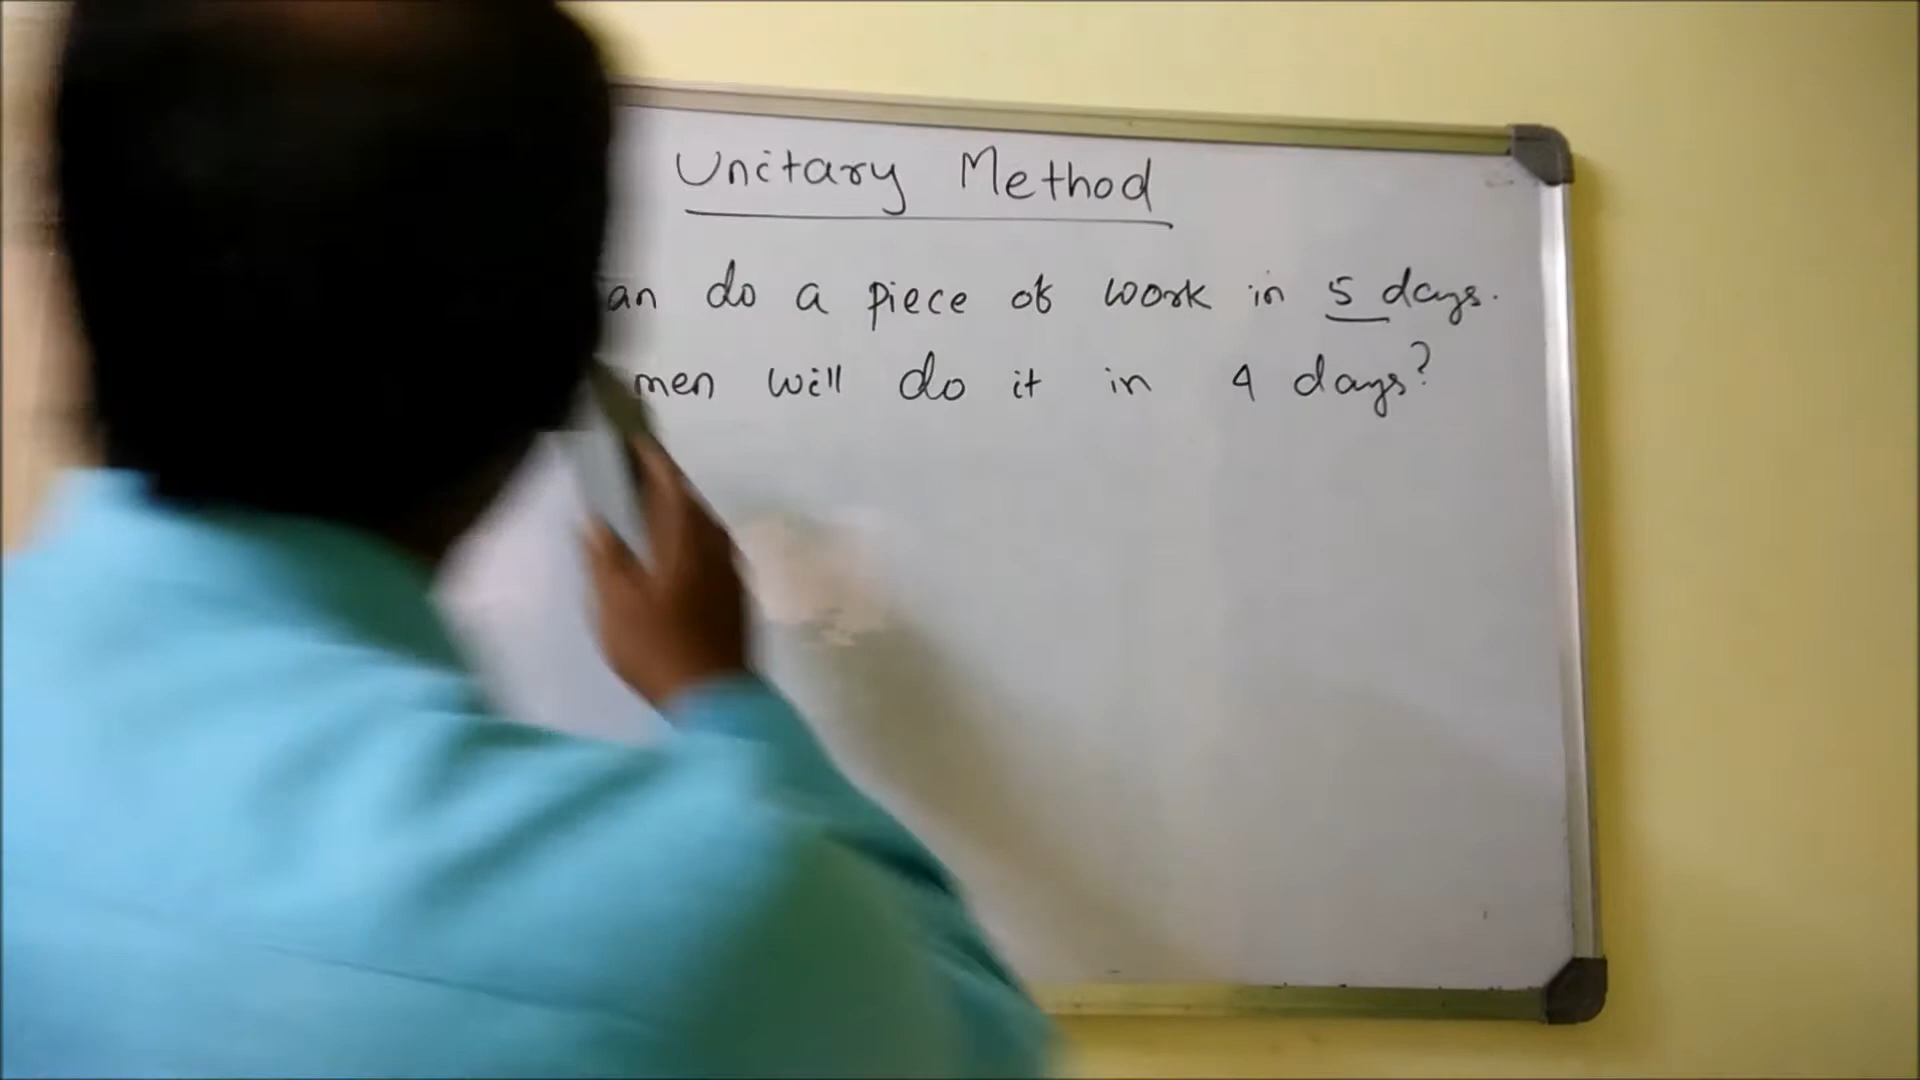 Unitary Method
an do a piece of work in 5 days.
men will do it in 4 days?